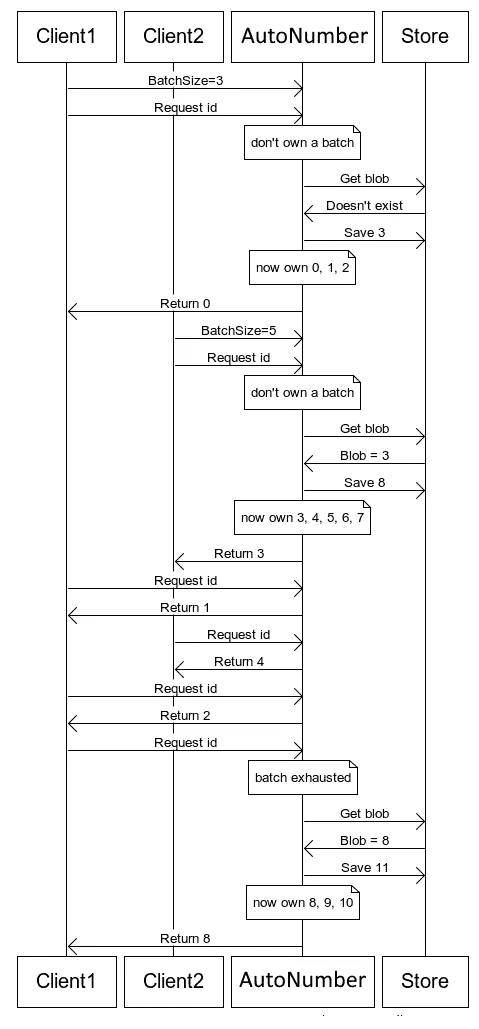 Client1 Client2 AutoNumber Store
BatchSize=3
Request id
don't own a batch
Get blob
Doesn't exist
Save 3
now own 0, 1, 2
Return 0
BatchSize=5
Request id
don't own a batch
Get blob
Blob = 3
Save 8
now own 3, 4, 5, 6, 7
Return 3
Request id
Return 1
Request id
Return 4
Request id
Return 2
Request id
batch exhausted
Get blob
Blob = 8
Save 11
now own 8, 9, 10
Return 8
Client1 Client2 AutoNumber Store